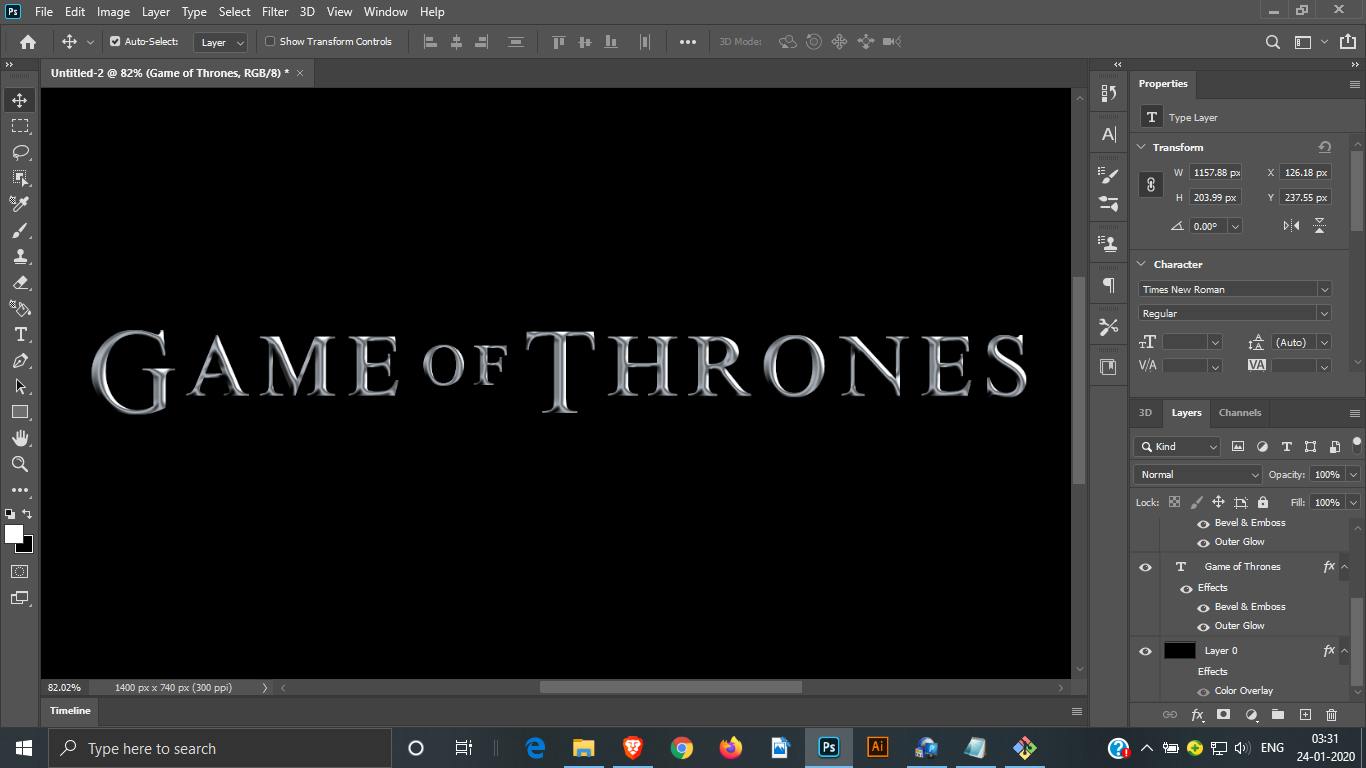 Ps File Edit Image Layer Type Select Filter 3D View Window Help
Auto-Select: Layer Show Transform Controls 3D Mode:
Untitled-2 @ 82% (Game of Thrones, RGB/8) * ×
Properties
T Type Layer
Transform
W 1157.88 px X 126.18 px
H 203.99 px Y 237.55 px
0.00°
Character
Times New Roman
Regular
(Auto)
V/A VA
GAME OF THRONES
3D Layers Channels
Kind
Normal Opacity: 100%
Lock: Fill: 100%
Bevel & Emboss
Outer Glow
T Game of Thrones fx
Effects
Bevel & Emboss
Outer Glow
Layer 0 fx
Effects
Color Overlay
82.02% 1400 px x 740 px (300 ppi)
Timeline
Type here to search
Ps Ai
ENG
03:31
24-01-2020